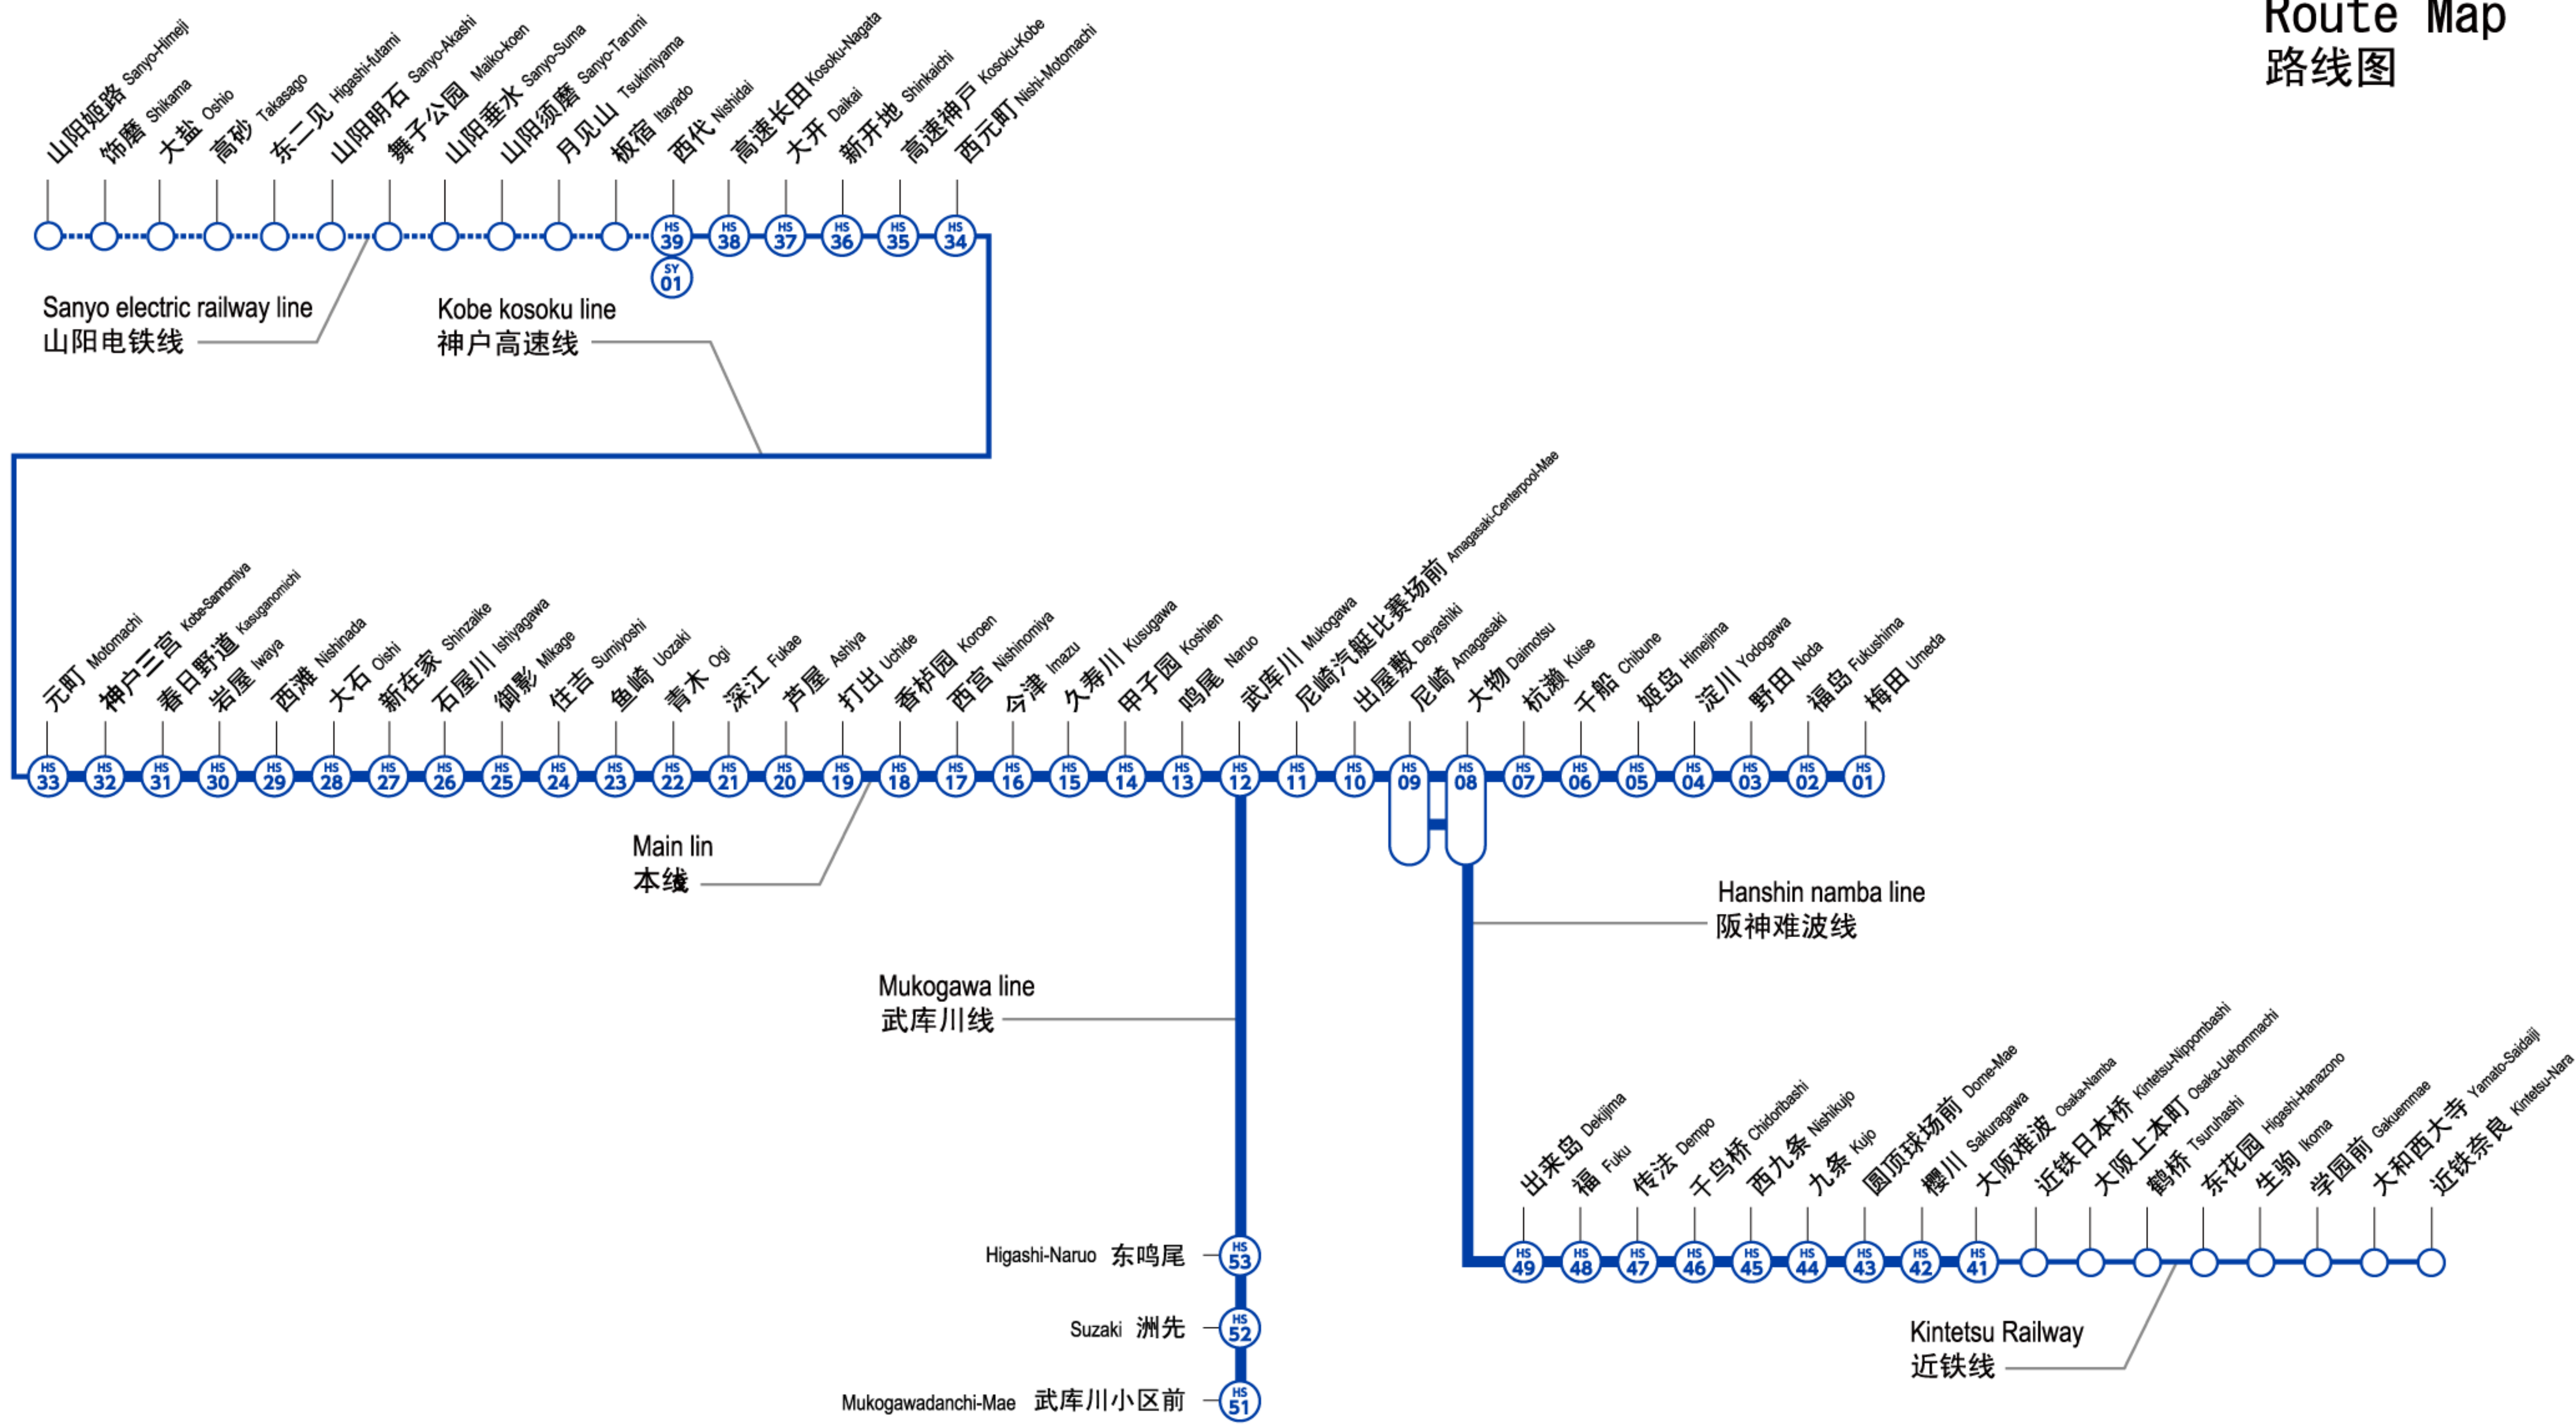 Route Map
路线图
山阳姬路 Sanyo-Himeji
饰磨 Shikama
大盐 Oshio
高砂 Takasago
东二见 Higashi-futami
山阳明石 Sanyo-Akashi
舞子公园 Maiko-koen
山阳垂水 Sanyo-Suma
山阳须磨 Sanyo-Tarumi
月见山 Tsukimiyama
板宿 Itayado
西代 Nishidai
高速长田 Kosoku-Nagata
大开 Daikai
新开地 Shinkaichi
高速神户 Kosoku-Kobe
西元町 Nishi-Motomachi
HS 39
HS 38
HS 37
HS 36
HS 35
HS 34
SY 01
Sanyo electric railway line
山阳电铁线
Kobe kosoku line
神户高速线
元町 Motomachi
神户三宫 Kobe-Sannomiya
春日野道 Kasuganomichi
岩屋 Iwaya
西滩 Nishinada
大石 Oishi
新在家 Shinzaike
石屋川 Ishiyagawa
御影 Mikage
住吉 Sumiyoshi
鱼崎 Uozaki
青木 Ogi
深江 Fukae
芦屋 Ashiya
打出 Uchide
香栌园 Koroen
西宫 Nishinomiya
今津 Imazu
久寿川 Kusugawa
甲子园 Koshien
鸣尾 Naruo
武库川 Mukogawa
尼崎汽艇比赛场前 Amagasaki-Centerpool-Mae
出屋敷 Deyashiki
尼崎 Amagasaki
大物 Daimotsu
杭濑 Kuise
千船 Chibune
姬岛 Himejima
淀川 Yodogawa
野田 Noda
福岛 Fukushima
梅田 Umeda
HS 33
HS 32
HS 31
HS 30
HS 29
HS 28
HS 27
HS 26
HS 25
HS 24
HS 23
HS 22
HS 21
HS 20
HS 19
HS 18
HS 17
HS 16
HS 15
HS 14
HS 13
HS 12
HS 11
HS 10
HS 09
HS 08
HS 07
HS 06
HS 05
HS 04
HS 03
HS 02
HS 01
Main lin
本线
Hanshin namba line
阪神难波线
Mukogawa line
武库川线
出来岛 Dekijima
福 Fuku
传法 Dempo
千鸟桥 Chidoribashi
西九条 Nishikujo
九条 Kujo
圆顶球场前 Dome-Mae
樱川 Sakuragawa
大阪难波 Osaka-Namba
近铁日本桥 Kintetsu-Nippombashi
大阪上本町 Osaka-Uehommachi
鹤桥 Tsuruhashi
东花园 Higashi-Hanazono
生驹 Ikoma
学园前 Gakuemmae
大和西大寺 Yamato-Saidaiji
近铁奈良 Kintetsu-Nara
HS 49
HS 48
HS 47
HS 46
HS 45
HS 44
HS 43
HS 42
HS 41
Higashi-Naruo 东鸣尾 HS 53
Suzaki 洲先 HS 52
Mukogawadanchi-Mae 武库川小区前 HS 51
Kintetsu Railway
近铁线